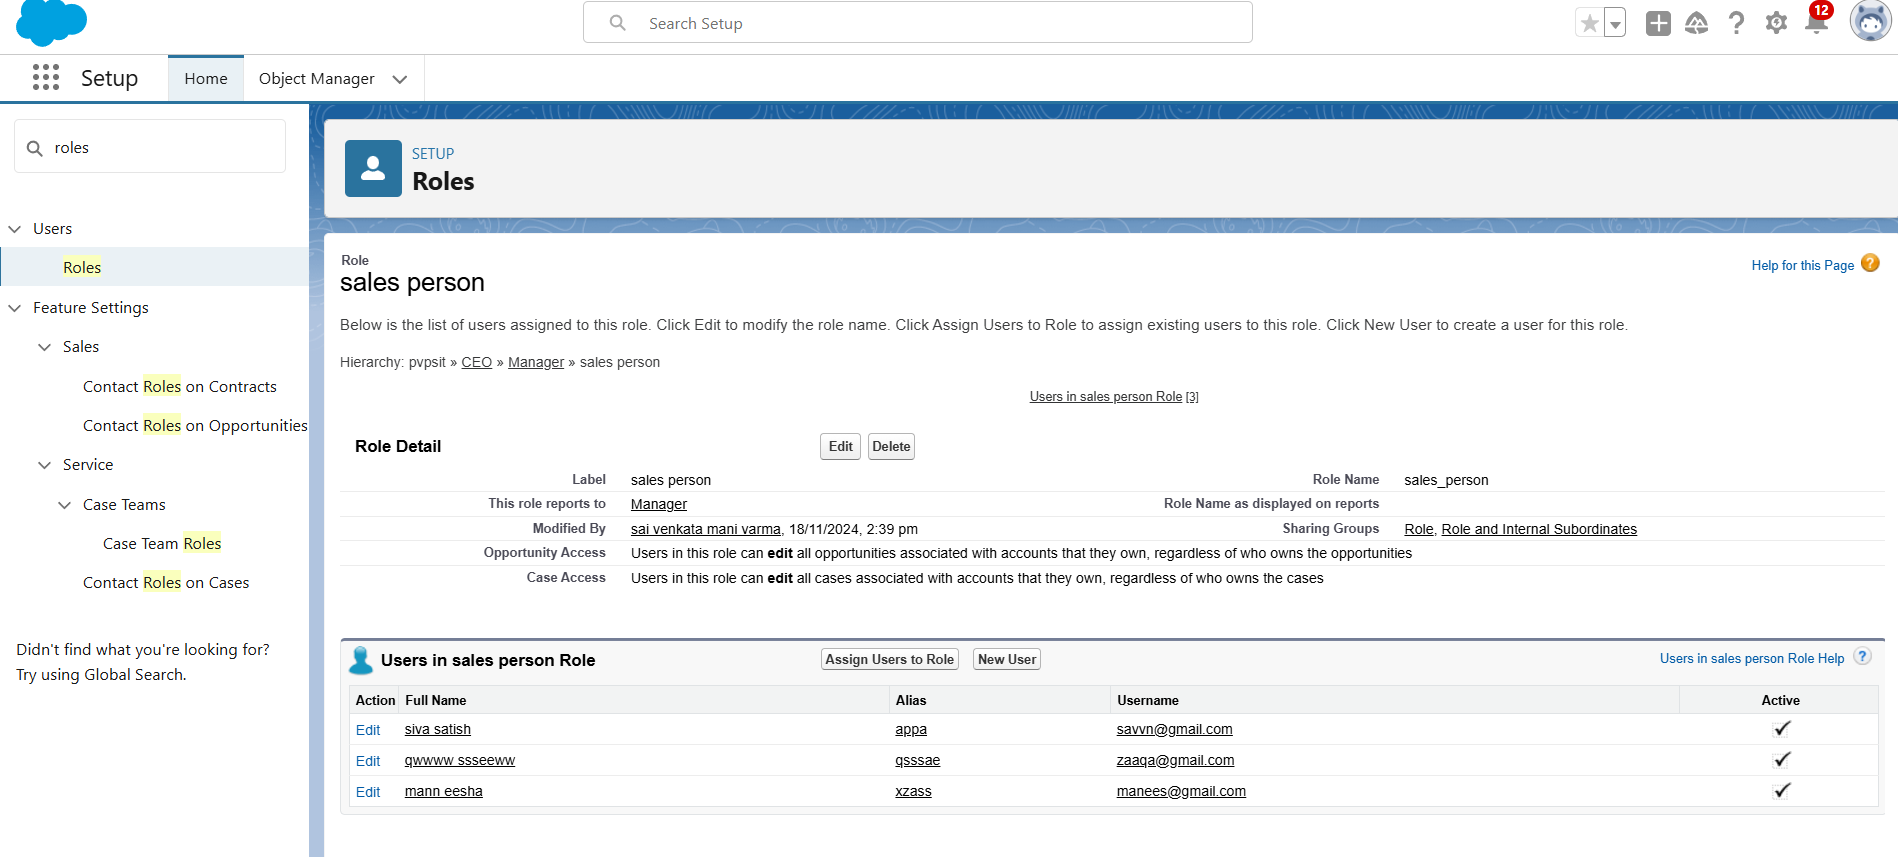 Search Setup
12
Setup
Home
Object Manager
roles
Users
Roles
Feature Settings
Sales
Contact Roles on Contracts
Contact Roles on Opportunities
Service
Case Teams
Case Team Roles
Contact Roles on Cases
Didn't find what you're looking for?
Try using Global Search.
SETUP
Roles
Role
sales person
Help for this Page ?
Below is the list of users assigned to this role. Click Edit to modify the role name. Click Assign Users to Role to assign existing users to this role. Click New User to create a user for this role.
Hierarchy: pvpsit » CEO » Manager » sales person
Users in sales person Role [3]
Role Detail Edit Delete
Label sales person Role Name sales_person
This role reports to Manager Role Name as displayed on reports
Modified By sai venkata mani varma, 18/11/2024, 2:39 pm Sharing Groups Role, Role and Internal Subordinates
Opportunity Access Users in this role can edit all opportunities associated with accounts that they own, regardless of who owns the opportunities
Case Access Users in this role can edit all cases associated with accounts that they own, regardless of who owns the cases
Users in sales person Role Assign Users to Role New User Users in sales person Role Help ?
Action Full Name Alias Username Active
Edit siva satish appa savvn@gmail.com
Edit qwwww ssseeww qsssae zaaqa@gmail.com
Edit mann eesha xzass manees@gmail.com